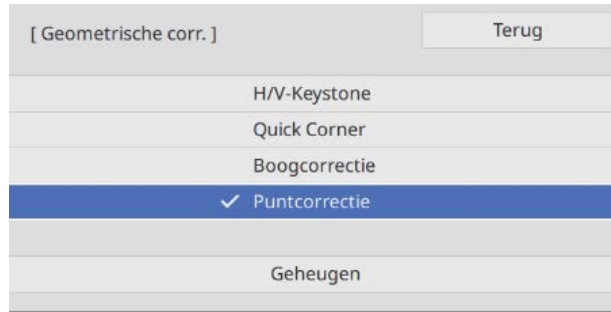 [ Geometrische corr. ]
Terug
H/V-Keystone
Quick Corner
Boogcorrectie
✓ Puntcorrectie
Geheugen